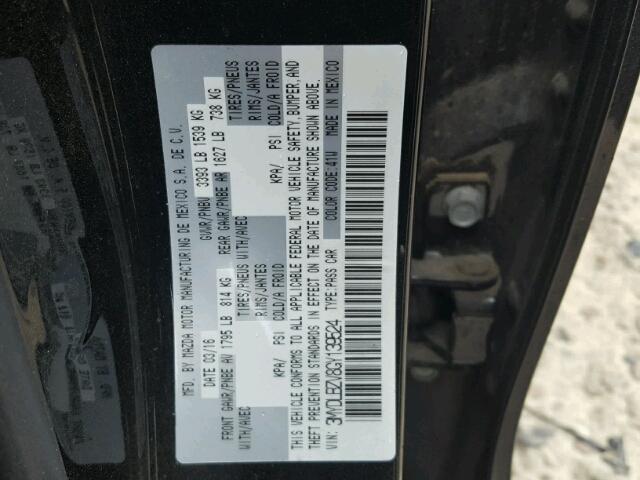 MFD. BY MAZDA MOTOR MANUFACTURING DE MEXICO S.A. DE C.V.
DATE 03/16 GVWR/PNBV 3393 LB 1539 KG
FRONT GAWR/PNBE AV 1795 LB 814 KG REAR GAWR/PNBE AR 1627 LB 738 KG
WITH/AVEC TIRES/PNEUS WITH/AVEC TIRES/PNEUS
RIMS/JANTES RIMS/JANTES
KPA/ PSI COLD/A FROID KPA/ PSI COLD/A FROID
THIS VEHICLE CONFORMS TO ALL APPLICABLE FEDERAL MOTOR VEHICLE SAFETY, BUMPER, AND
THEFT PREVENTION STANDARDS IN EFFECT ON THE DATE OF MANUFACTURE SHOWN ABOVE.
VIN: 3MYDLBZV8GY139524 TYPE:PASS CAR COLOR CODE:41W MADE IN MEXICO